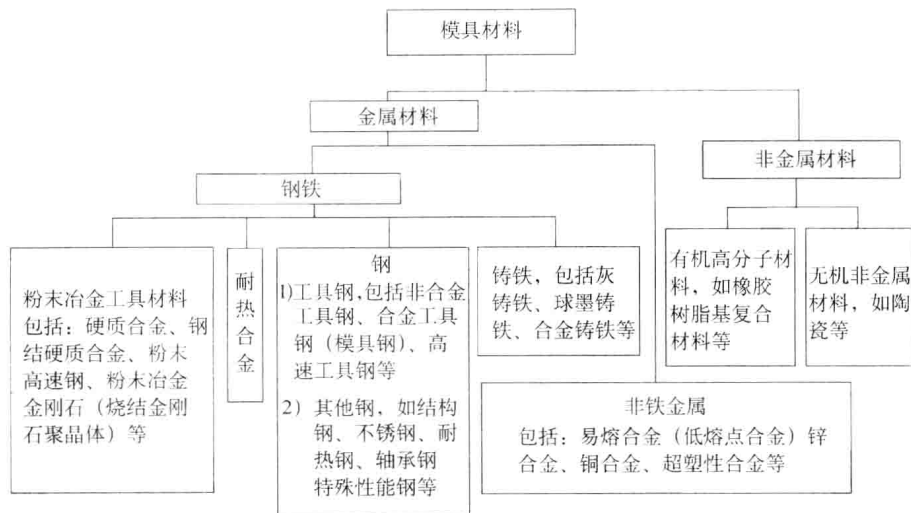 模具材料
金属材料
非金属材料
钢铁
粉末冶金工具材料
包括：硬质合金、钢
结硬质合金、粉末
高速钢、粉末冶金
金刚石（烧结金刚
石聚晶体）等
耐
热
合
金
钢
1)工具钢，包括非合金
工具钢、合金工具
钢（模具钢）、高
速工具钢等
2） 其他钢，如结构
钢、不锈钢、耐
热钢、轴承钢
特殊性能钢等
铸铁，包括灰
铸铁、球墨铸
铁、合金铸铁等
有机高分子材
料，如橡胶
树脂基复合
材料等
无机非金属
材料，如陶
瓷等
非铁金属
包括：易熔合金（低熔点合金）锌
合金、铜合金、超塑性合金等